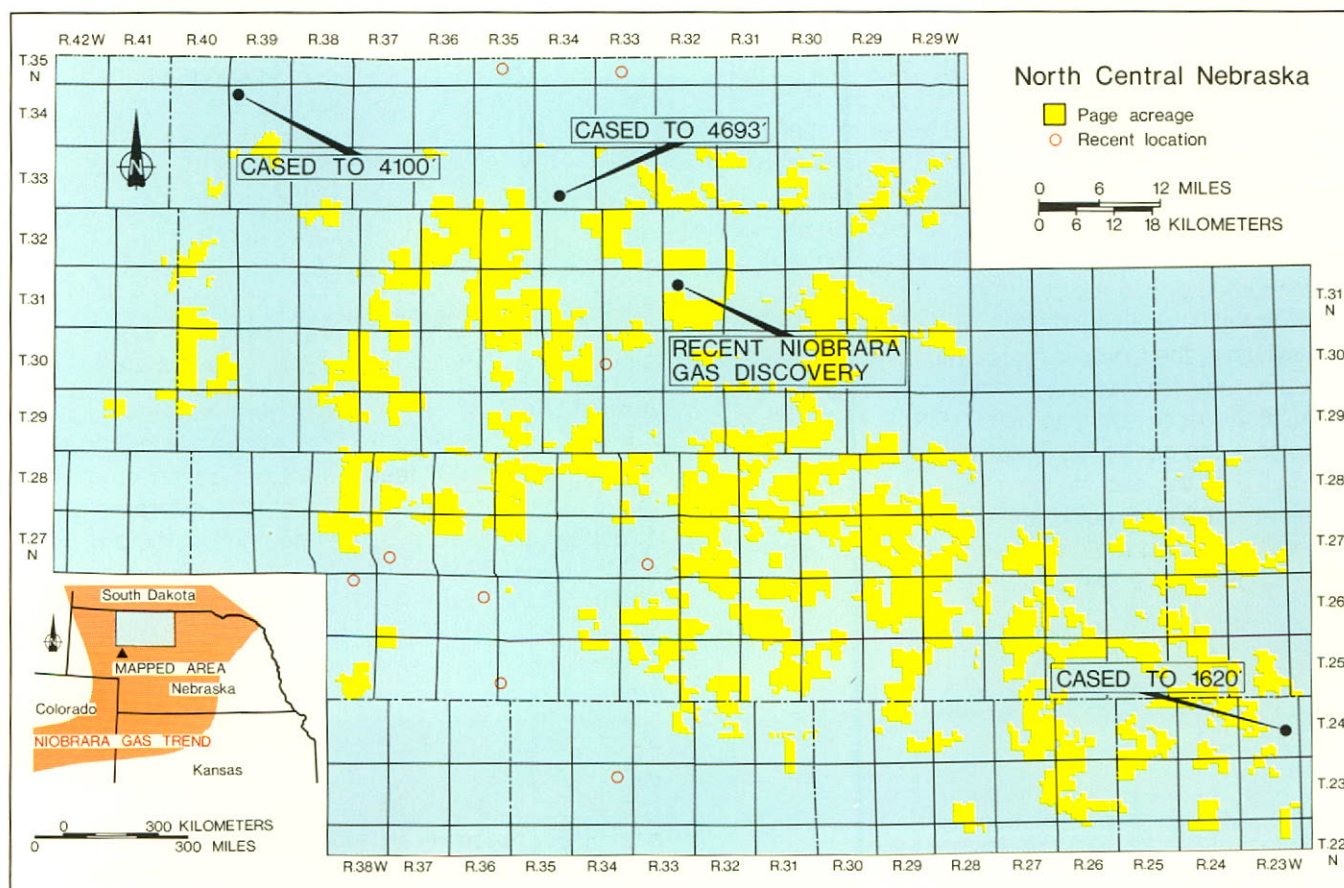 R.42W R.41 R.40 R.39 R.38 R.37 R.36 R.35 R.34 R.33 R.32 R.31 R.30 R.29 R.29 W
T.35
N
T.34
T.33
T.32
T.31
T.30
T.29
T.28
T.27
N
North Central Nebraska
Page acreage
Recent location
0 6 12 MILES
0 6 12 18 KILOMETERS
N
CASED TO 4100'
CASED TO 4693'
RECENT NIOBRARA
GAS DISCOVERY
CASED TO 1620'
T.31
N
T.30
T.29
T.28
T.27
T.26
T.25
T.24
T.23
T.22
N
South Dakota
N
MAPPED AREA
Nebraska
Colorado
NIOBRARA GAS TREND
Kansas
0 300 KILOMETERS
0 300 MILES
R.38W R.37 R.36 R.35 R.34 R.33 R.32 R.31 R.30 R.29 R.28 R.27 R.26 R.25 R.24 R.23W